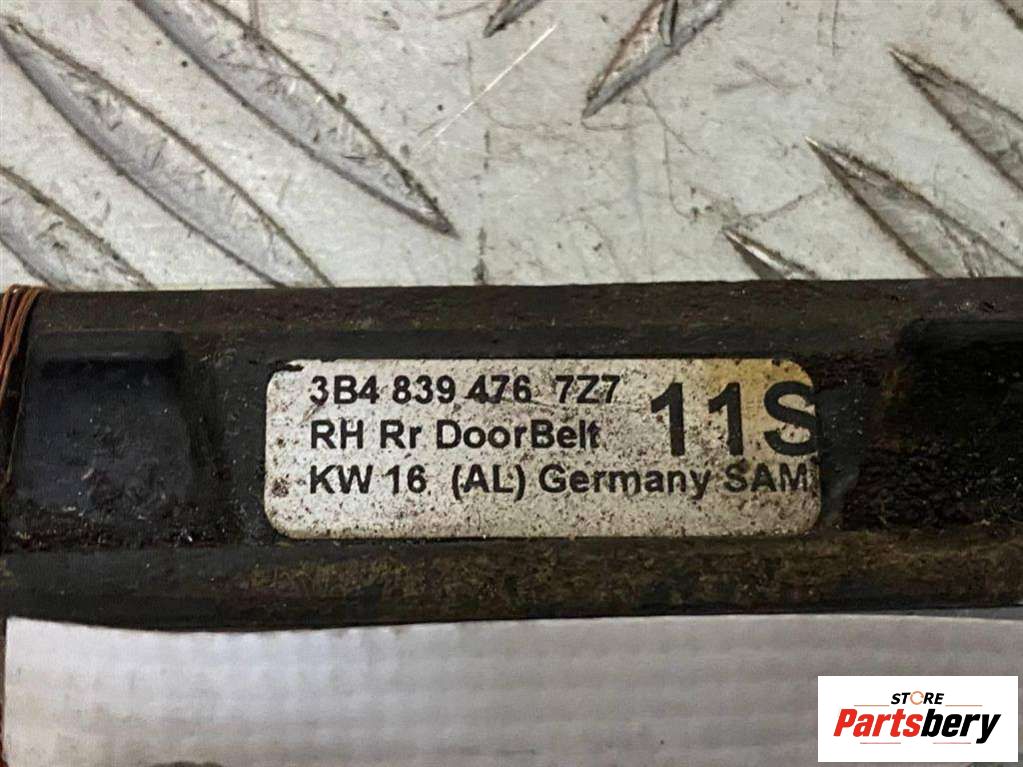 3B4 839 476 7Z7 11S
RH Rr DoorBelt
KW 16 (AL) Germany SAM
STORE
Partsbery